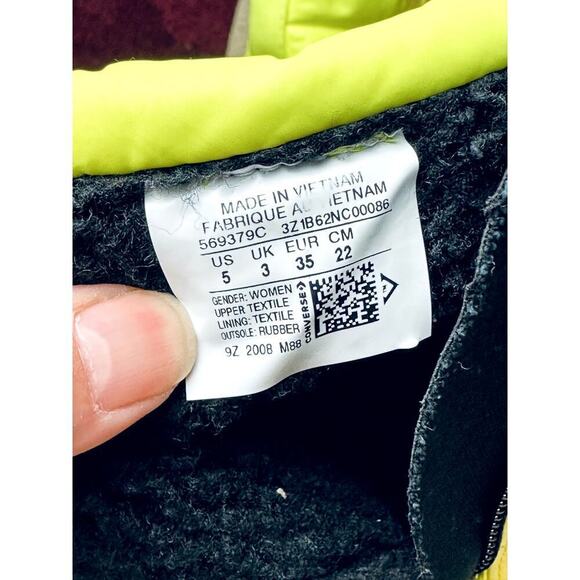 MADE IN VIETNAM
FABRIQUE AU VIETNAM
569379C 3Z1B62NC00086
US UK EUR CM
5 3 35 22
GENDER: WOMEN
UPPER TEXTILE
LINING: TEXTILE
OUTSOLE: RUBBER
CONVERSE
9Z 2008 M88